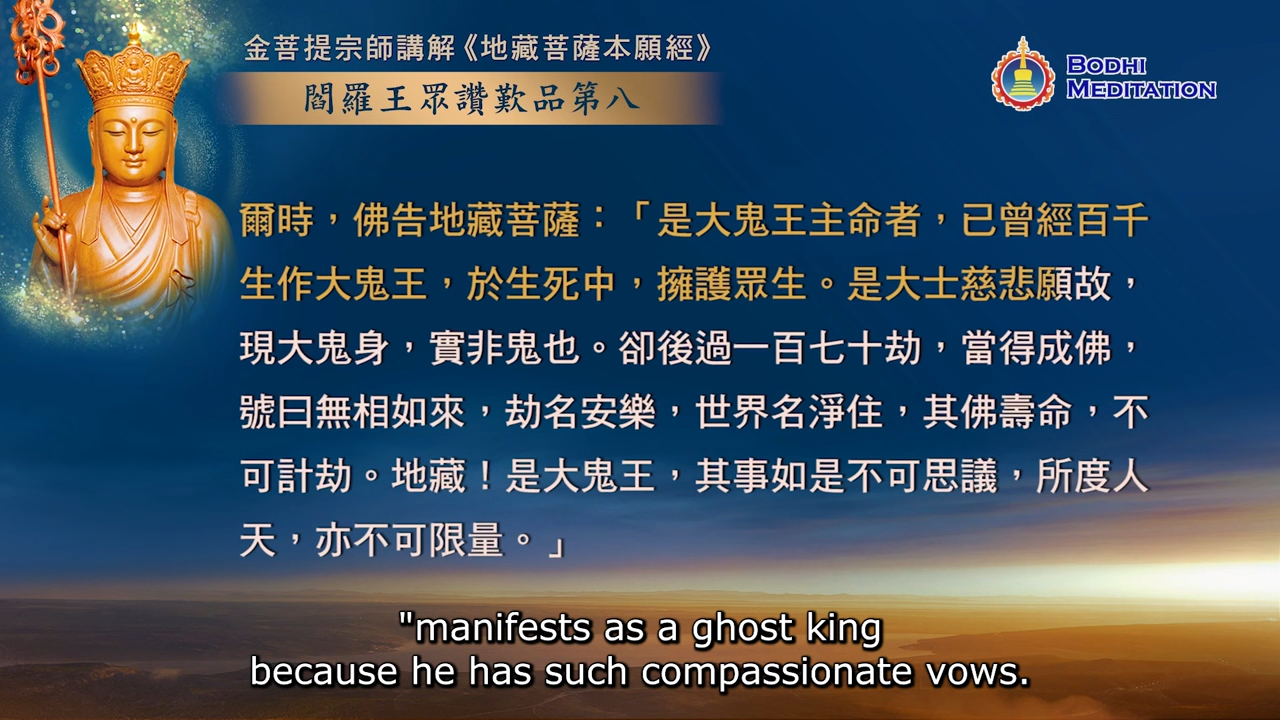 金菩提宗師講解《地藏菩薩本願經》
閻羅王眾讚歎品第八
BODHI
MEDITATION
爾時，佛告地藏菩薩：「是大鬼王主命者，已曾經百千
生作大鬼王，於生死中，擁護眾生。是大士慈悲願故，
現大鬼身，實非鬼也。卻後過一百七十劫，當得成佛，
號曰無相如來，劫名安樂，世界名淨住，其佛壽命，不
可計劫。地藏！是大鬼王，其事如是不可思議，所度人
天，亦不可限量。」
"manifests as a ghost king
because he has such compassionate vows.